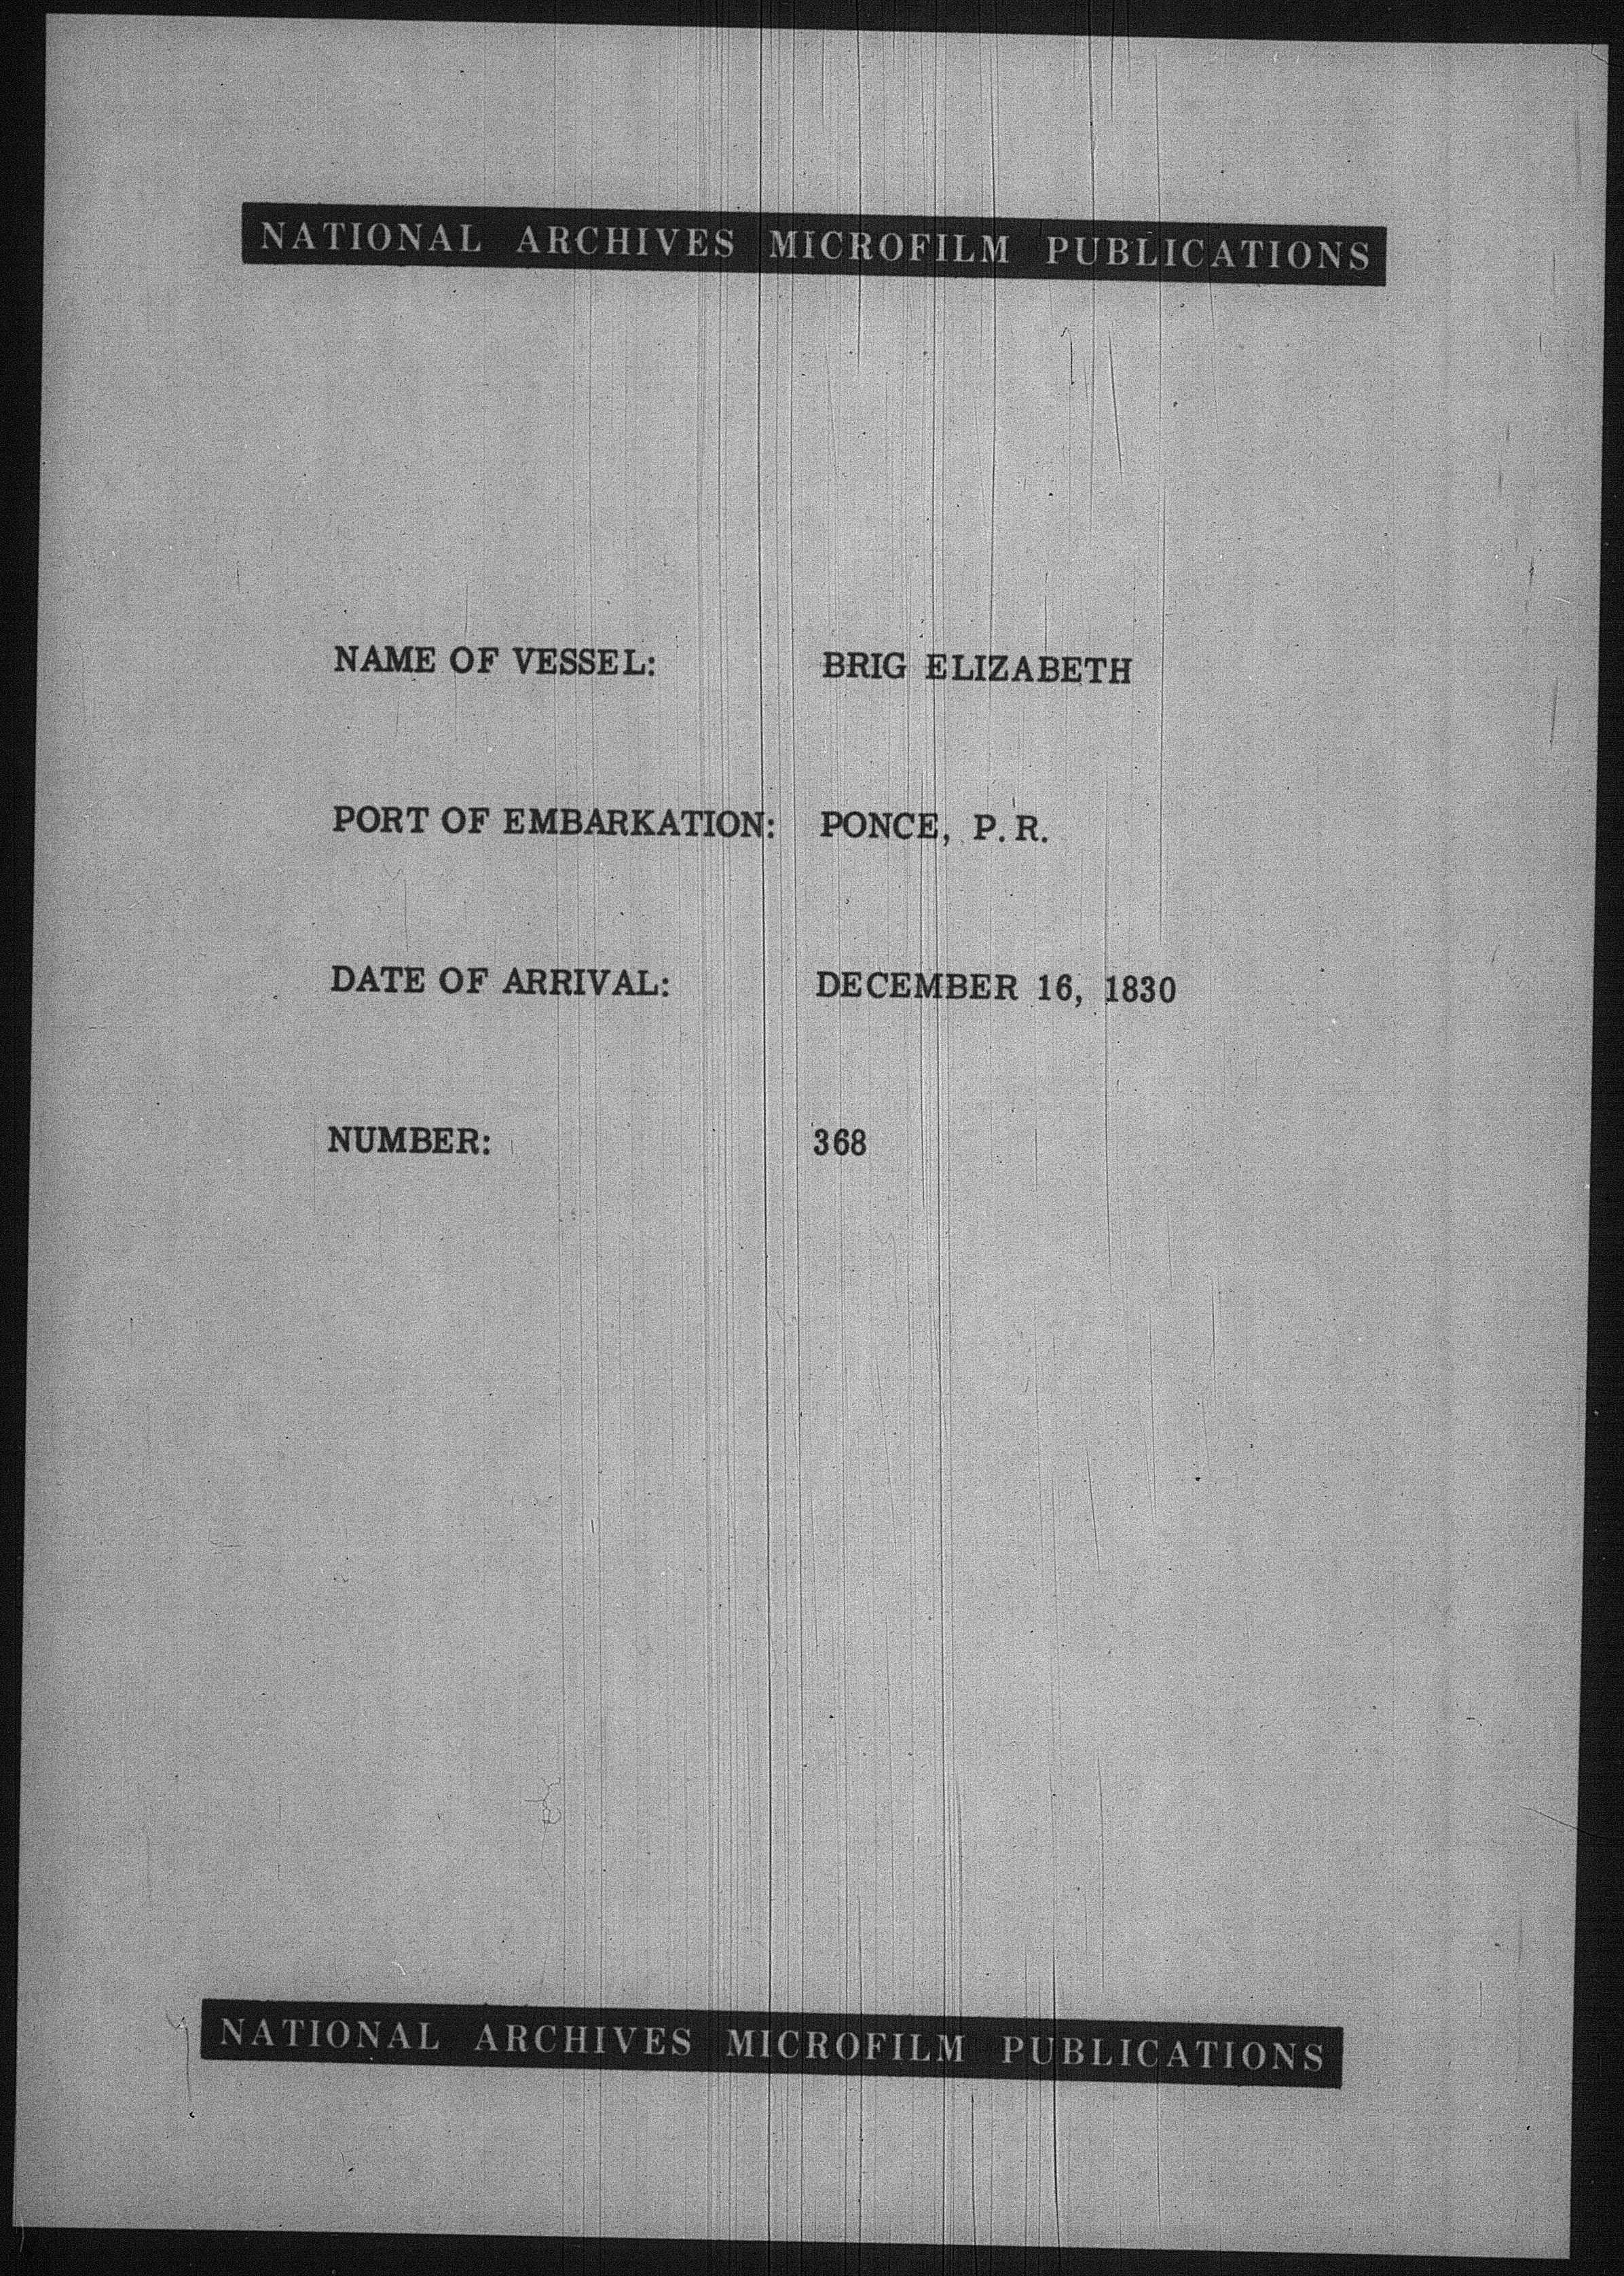 NATIONAL ARCHIVES MICROFILM PUBLICATIONS
NAME OF VESSEL: BRIG ELIZABETH
PORT OF EMBARKATION: PONCE, P.R.
DATE OF ARRIVAL: DECEMBER 16, 1830
NUMBER: 368
NATIONAL ARCHIVES MICROFILM PUBLICATIONS